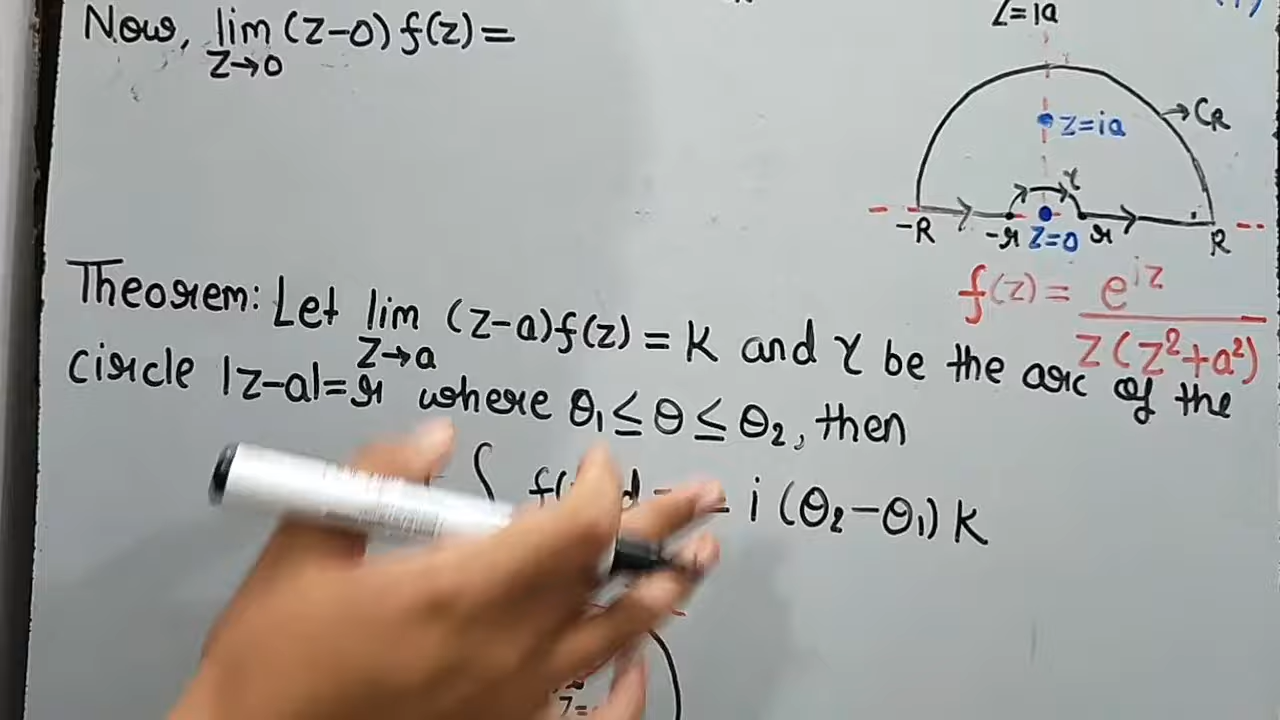 Now, lim (z-0) f(z) =
z→0
z=ia
z=ia
→CR
γ
-R -r z=0 r R
f(z) = e^{iz}
z(z²+a²)
Theorem: Let lim (z-a)f(z) = k and γ be the arc of the
z→a
circle |z-a|=r where θ₁ ≤ θ ≤ θ₂, then
∫ f( = i (θ₂-θ₁) k
z=